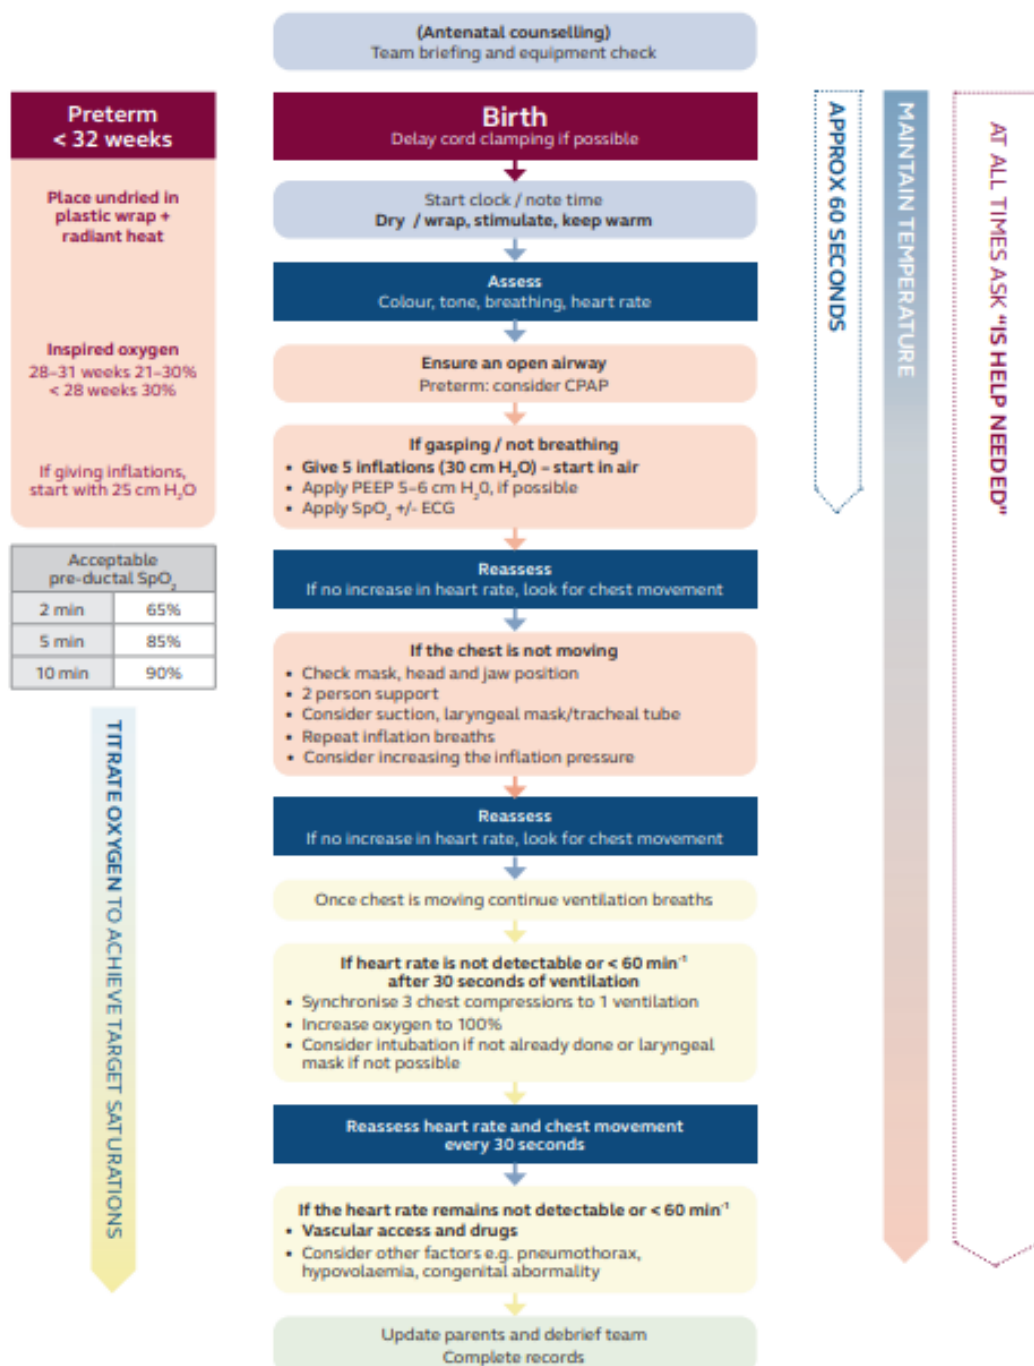 (Antenatal counselling)
Team briefing and equipment check
Preterm
< 32 weeks
Place undried in
plastic wrap +
radiant heat
Inspired oxygen
28–31 weeks 21–30%
< 28 weeks 30%
If giving inflations,
start with 25 cm H₂O
Acceptable
pre-ductal SpO₂
2 min 65%
5 min 85%
10 min 90%
TITRATE OXYGEN TO ACHIEVE TARGET SATURATIONS
Birth
Delay cord clamping if possible
Start clock / note time
Dry / wrap, stimulate, keep warm
Assess
Colour, tone, breathing, heart rate
Ensure an open airway
Preterm: consider CPAP
If gasping / not breathing
• Give 5 inflations (30 cm H₂O) – start in air
• Apply PEEP 5–6 cm H₂0, if possible
• Apply SpO₂ +/- ECG
Reassess
If no increase in heart rate, look for chest movement
If the chest is not moving
• Check mask, head and jaw position
• 2 person support
• Consider suction, laryngeal mask/tracheal tube
• Repeat inflation breaths
• Consider increasing the inflation pressure
Reassess
If no increase in heart rate, look for chest movement
Once chest is moving continue ventilation breaths
If heart rate is not detectable or < 60 min⁻¹
after 30 seconds of ventilation
• Synchronise 3 chest compressions to 1 ventilation
• Increase oxygen to 100%
• Consider intubation if not already done or laryngeal
mask if not possible
Reassess heart rate and chest movement
every 30 seconds
If the heart rate remains not detectable or < 60 min⁻¹
• Vascular access and drugs
• Consider other factors e.g. pneumothorax,
hypovolaemia, congenital abormality
Update parents and debrief team
Complete records
APPROX 60 SECONDS
MAINTAIN TEMPERATURE
AT ALL TIMES ASK "IS HELP NEEDED"